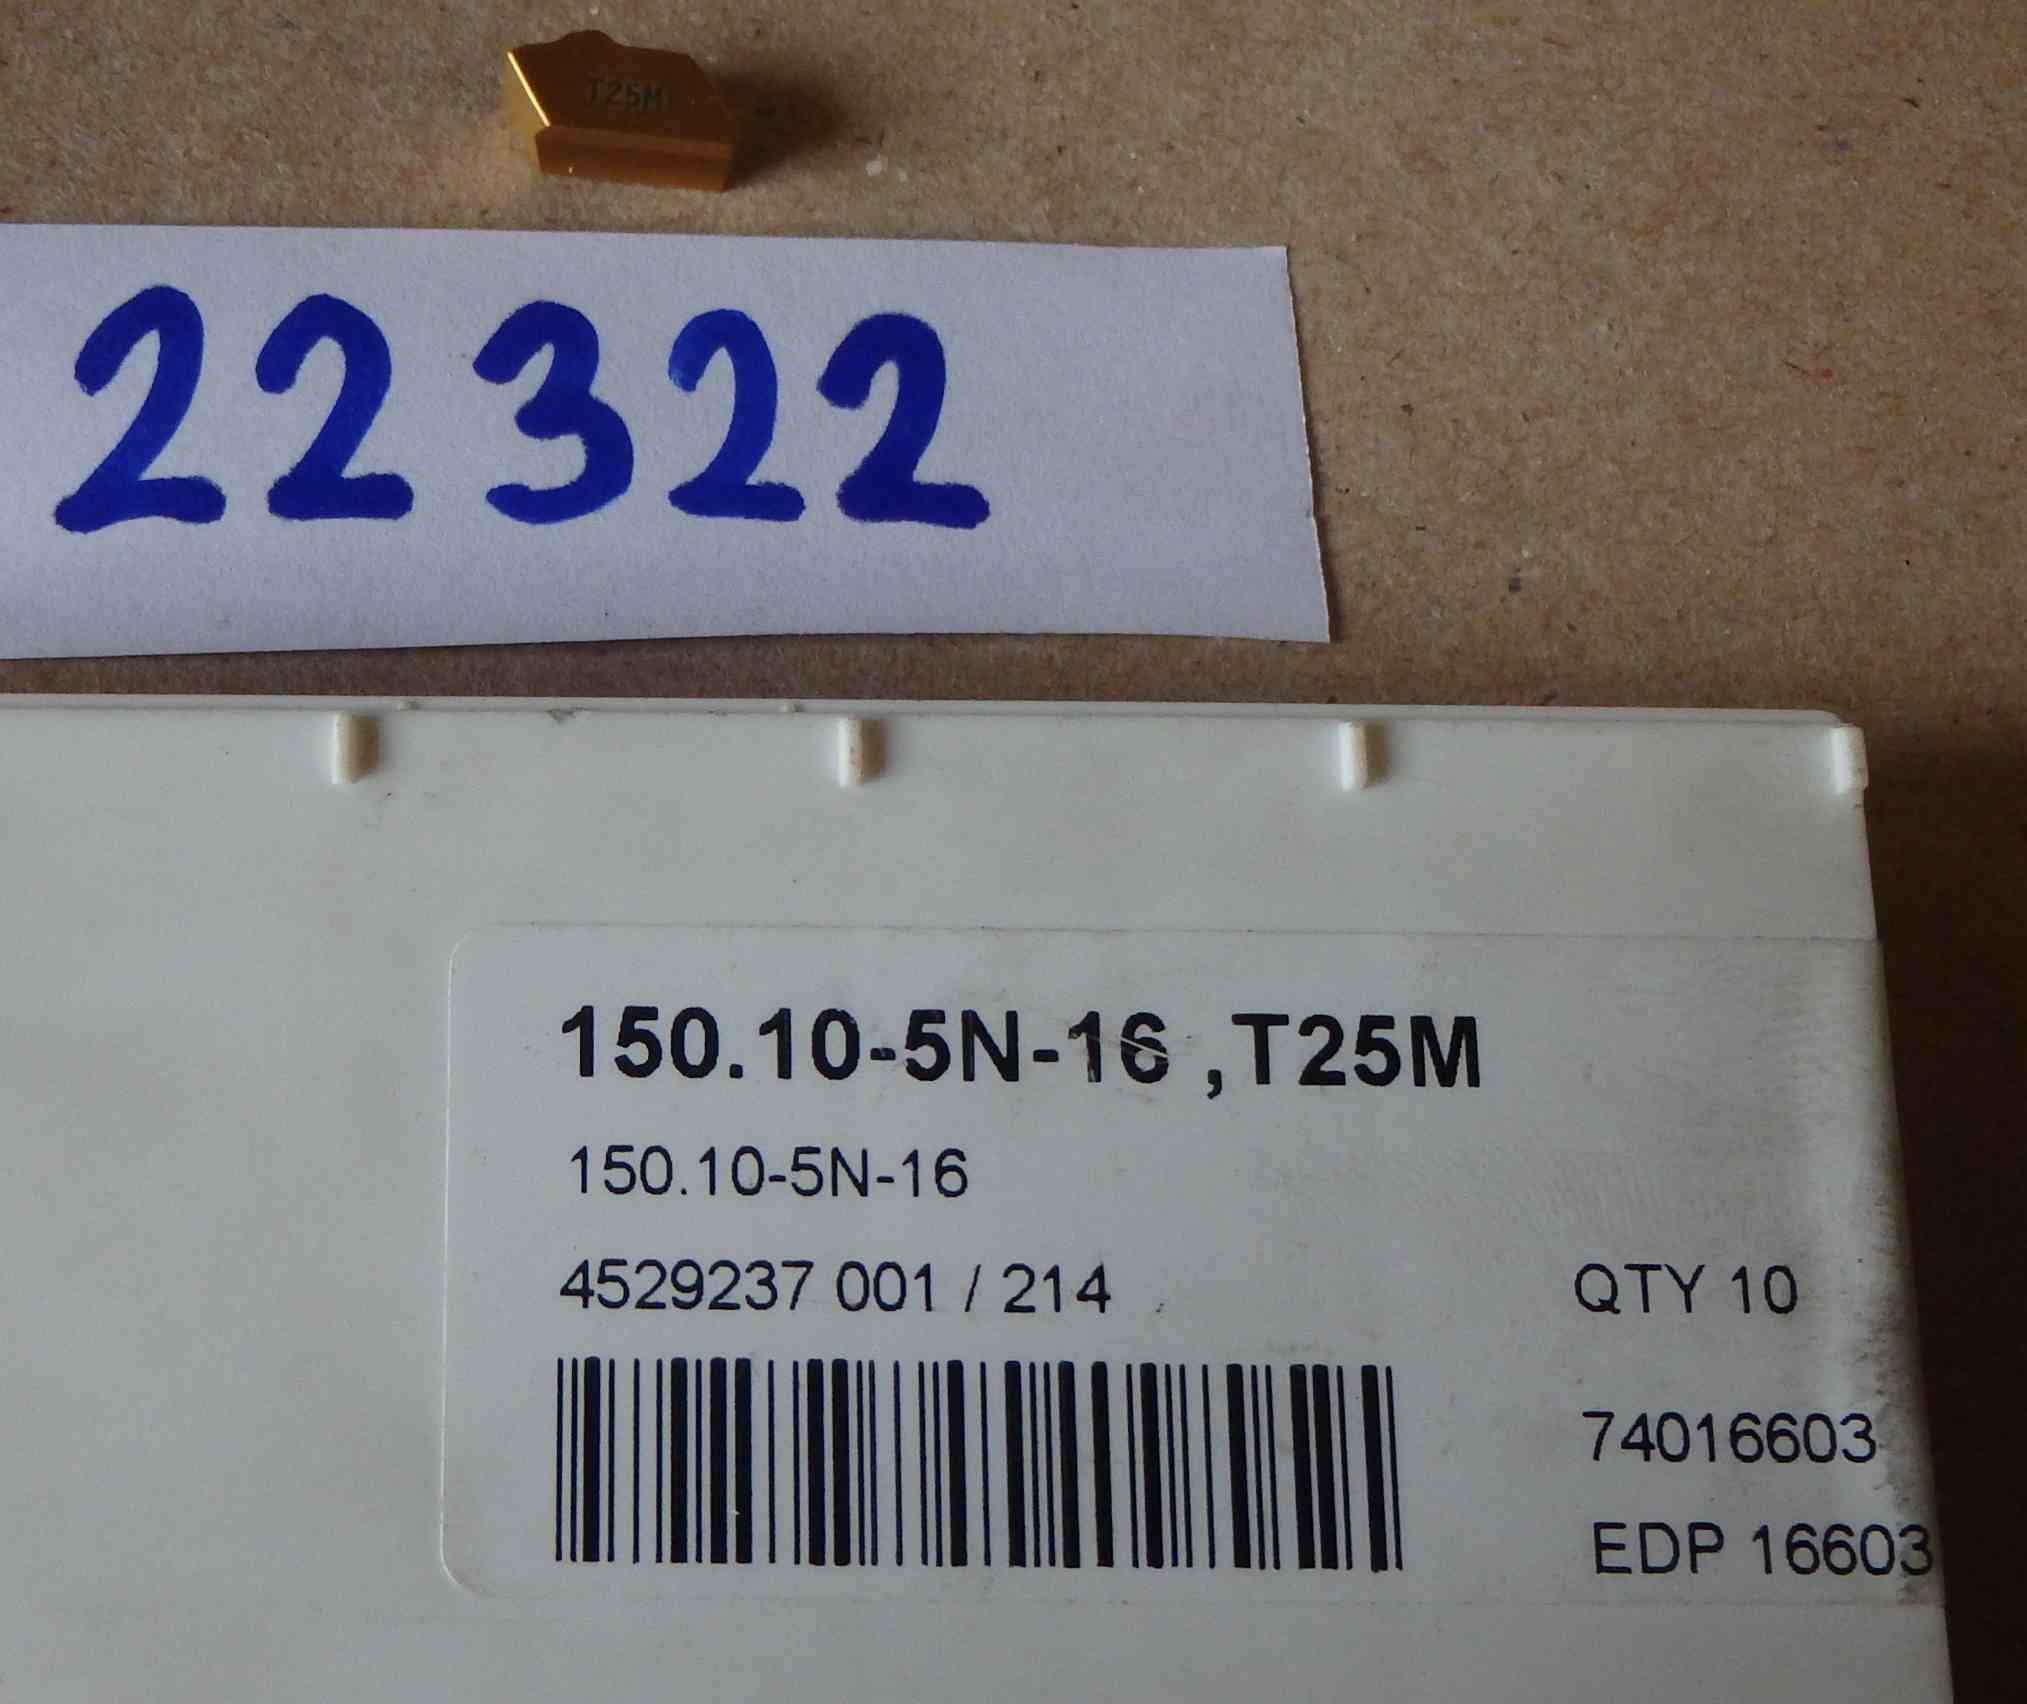 T25M
22322
150.10-5N-16 ,T25M
150.10-5N-16
4529237 001 / 214
QTY 10
74016603
EDP 16603